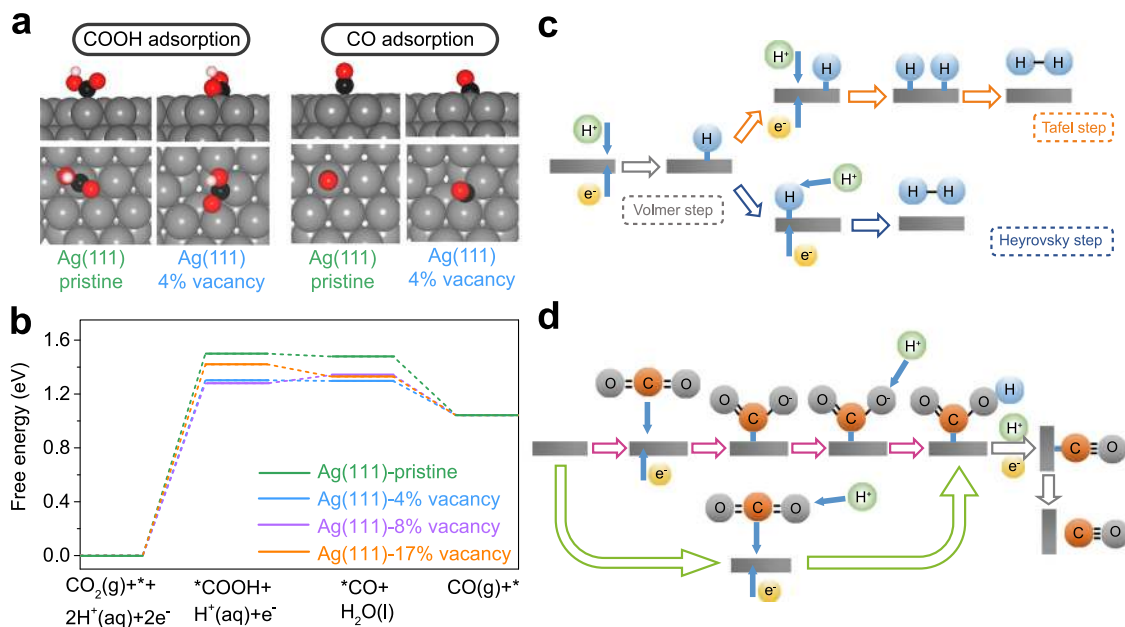 a
COOH adsorption
CO adsorption
Ag(111)
pristine
Ag(111)
4% vacancy
Ag(111)
pristine
Ag(111)
4% vacancy
b
Free energy (eV)
1.6
1.2
0.8
0.4
0.0
Ag(111)-pristine
Ag(111)-4% vacancy
Ag(111)-8% vacancy
Ag(111)-17% vacancy
CO₂(g)+*+
2H⁺(aq)+2e⁻
*COOH+
H⁺(aq)+e⁻
*CO+
H₂O(l)
CO(g)+*
c
H⁺
e⁻
Volmer step
H
H⁺
H
e⁻
H H
H H
Tafel step
H
H⁺
e⁻
H H
Heyrovsky step
d
O C O
e⁻
O O⁻
C
H⁺
O O⁻
C
O O H
C
H⁺
e⁻
C O
C O
O C O
H⁺
e⁻